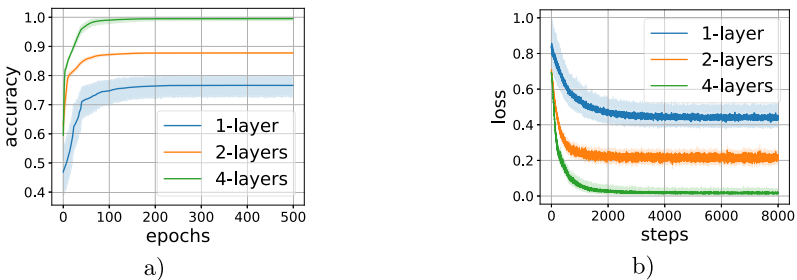 accuracy
1.0
0.9
0.8
0.7
0.6
0.5
0.4
1-layer
2-layers
4-layers
0 100 200 300 400 500
epochs
a)
loss
1.0
0.8
0.6
0.4
0.2
0.0
1-layer
2-layers
4-layers
0 2000 4000 6000 8000
steps
b)